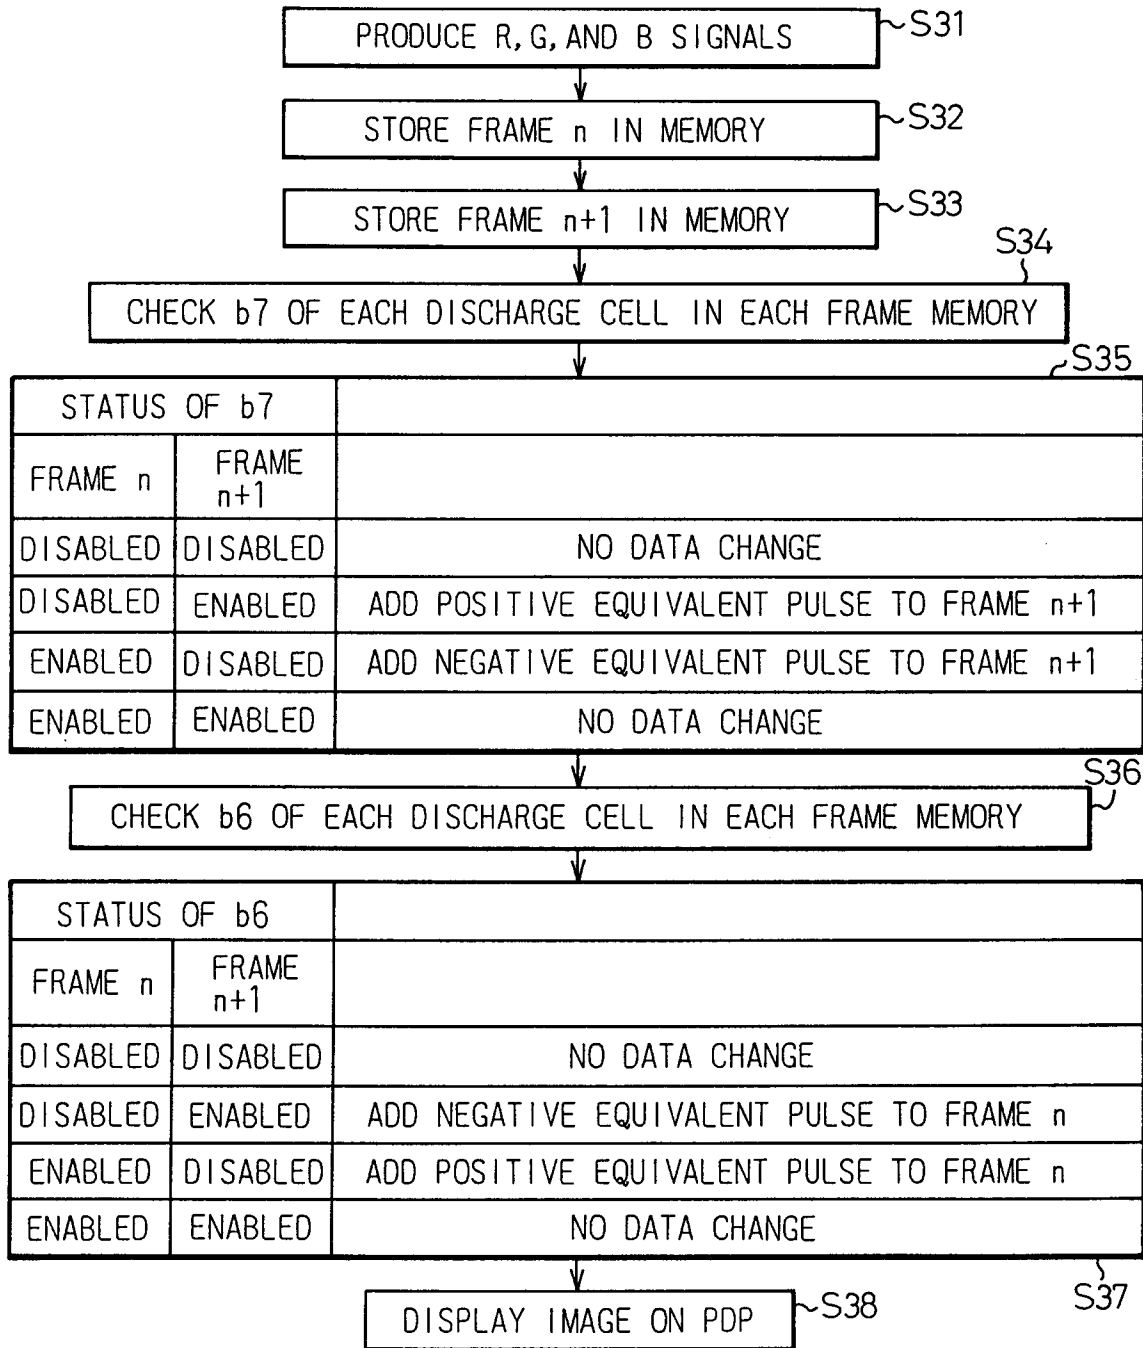 PRODUCE R, G, AND B SIGNALS
S31
STORE FRAME n IN MEMORY
S32
STORE FRAME n+1 IN MEMORY
S33
S34
CHECK b7 OF EACH DISCHARGE CELL IN EACH FRAME MEMORY
S35
STATUS OF b7
FRAME n
FRAME
n+1
DISABLED DISABLED NO DATA CHANGE
DISABLED ENABLED ADD POSITIVE EQUIVALENT PULSE TO FRAME n+1
ENABLED DISABLED ADD NEGATIVE EQUIVALENT PULSE TO FRAME n+1
ENABLED ENABLED NO DATA CHANGE
S36
CHECK b6 OF EACH DISCHARGE CELL IN EACH FRAME MEMORY
STATUS OF b6
FRAME n
FRAME
n+1
DISABLED DISABLED NO DATA CHANGE
DISABLED ENABLED ADD NEGATIVE EQUIVALENT PULSE TO FRAME n
ENABLED DISABLED ADD POSITIVE EQUIVALENT PULSE TO FRAME n
ENABLED ENABLED NO DATA CHANGE
S37
DISPLAY IMAGE ON PDP
S38